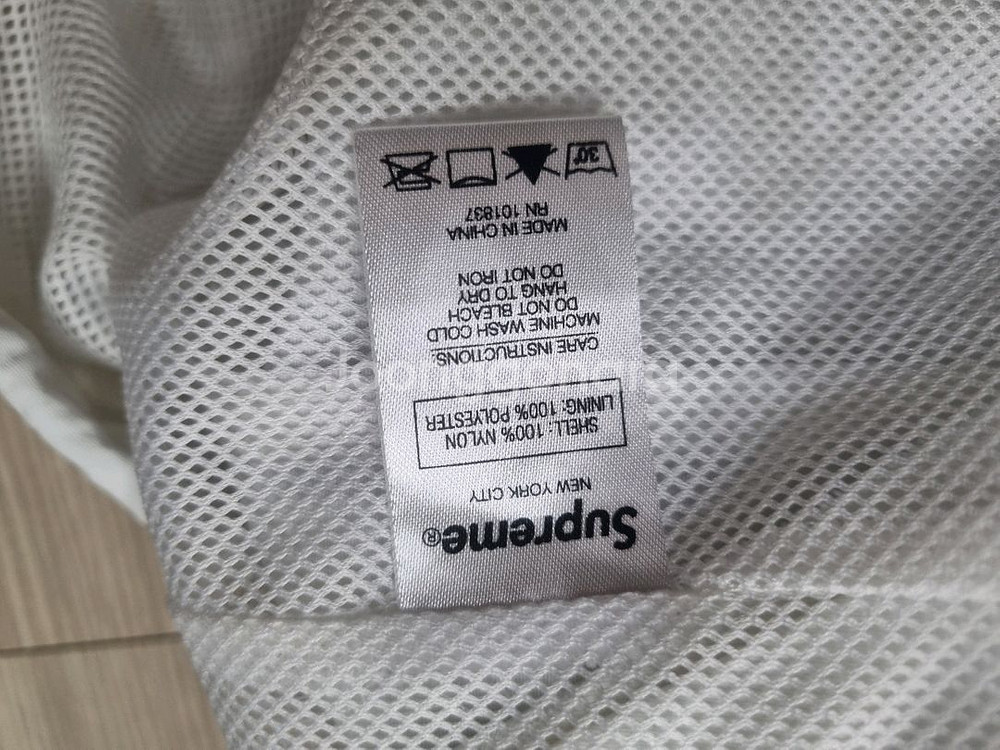 Supreme®
NEW YORK CITY
SHELL: 100% NYLON
LINING: 100% POLYESTER
CARE INSTRUCTIONS:
MACHINE WASH COLD
DO NOT BLEACH
HANG TO DRY
DO NOT IRON
MADE IN CHINA
RN 101837
30°